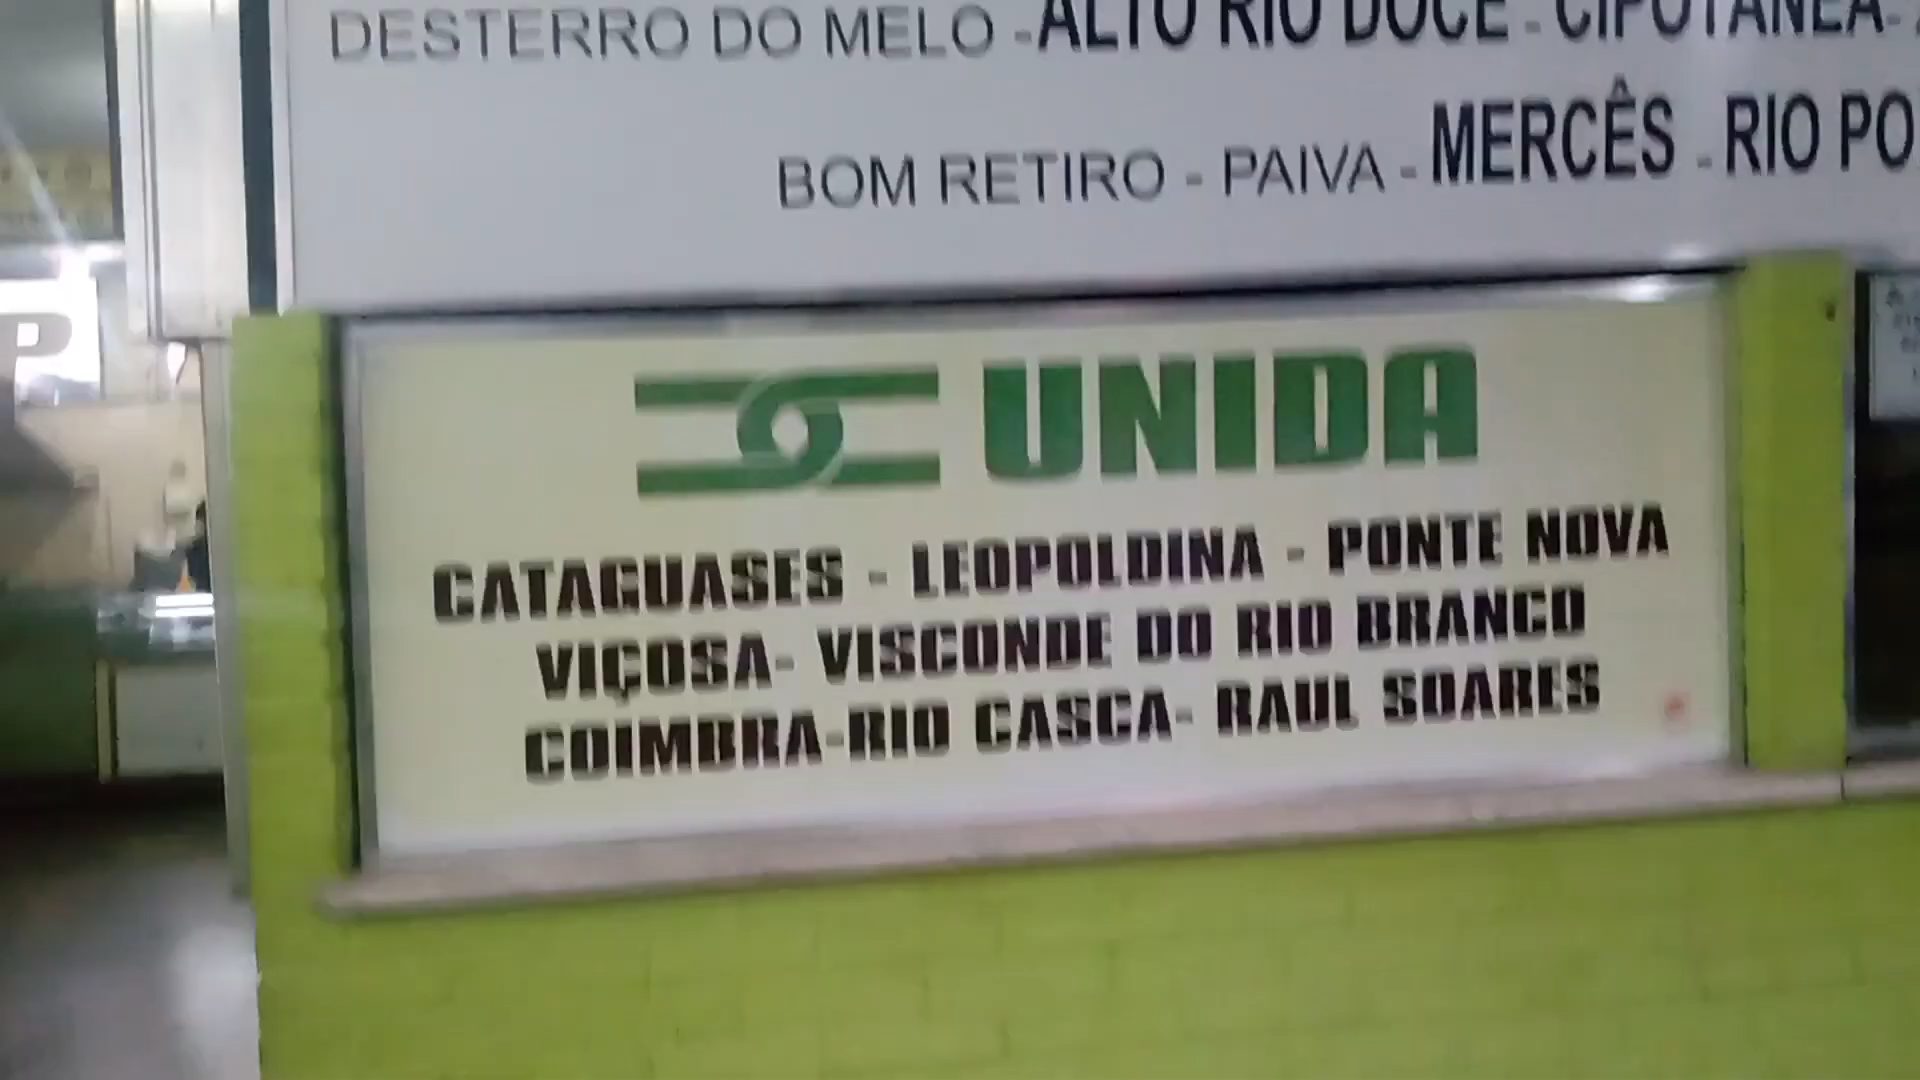 DESTERRO DO MELO - ALTO RIO DOCE - CIPOTÂNEA -
BOM RETIRO - PAIVA - MERCÊS - RIO PO
UNIDA
CATAGUASES - LEOPOLDINA - PONTE NOVA
VIÇOSA- VISCONDE DO RIO BRANCO
COIMBRA-RIO CASCA- RAUL SOARES
P